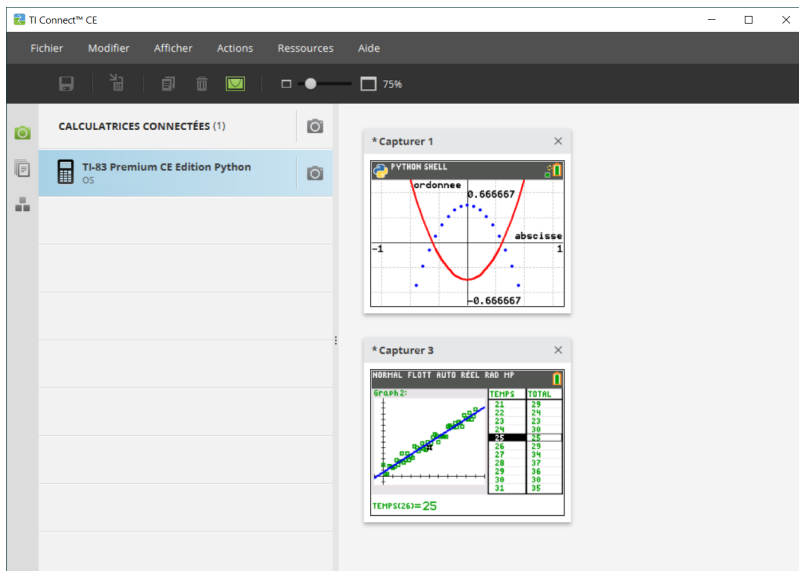 TI Connect™ CE
Fichier Modifier Afficher Actions Ressources Aide
75%
CALCULATRICES CONNECTÉES (1)
TI-83 Premium CE Edition Python
OS
*Capturer 1
PYTHON SHELL
ordonnee
0.666667
abscisse
-1 1
-0.666667
*Capturer 3
NORMAL FLOTT AUTO RÉEL RAD MP
Graph2:
TEMPS TOTAL
21 29
22 24
23 23
24 30
25 25
26 29
27 34
28 37
29 36
30 30
31 35
TEMPS(26)=25